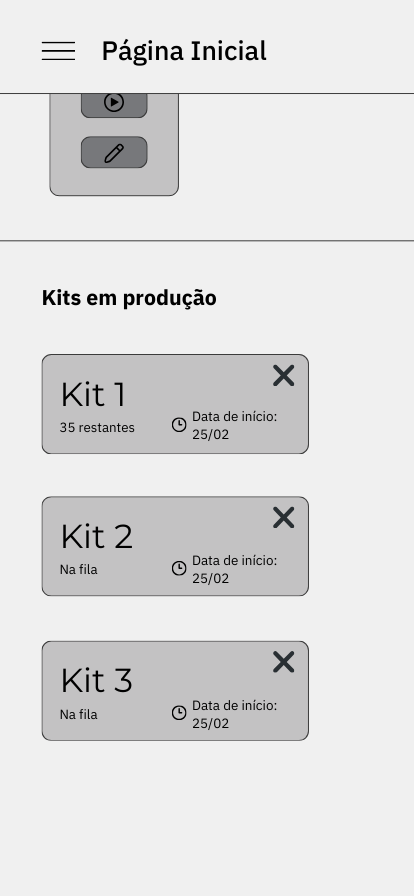 Página Inicial
Kits em produção
Kit 1
35 restantes
Data de início:
25/02
Kit 2
Na fila
Data de início:
25/02
Kit 3
Na fila
Data de início:
25/02